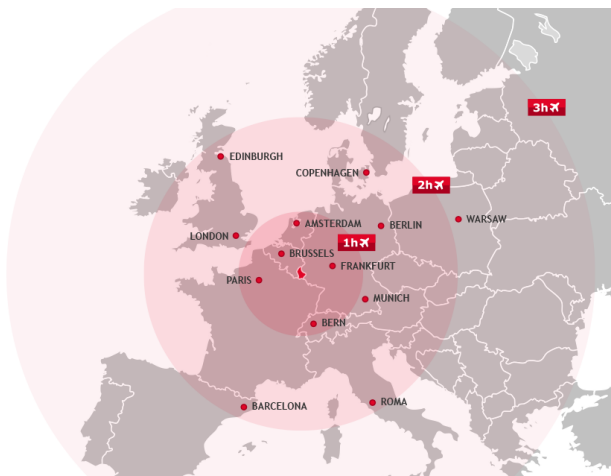 3h
EDINBURGH
COPENHAGEN
2h
WARSAW
AMSTERDAM
BERLIN
LONDON
1h
BRUSSELS
FRANKFURT
PARIS
MUNICH
BERN
BARCELONA
ROMA